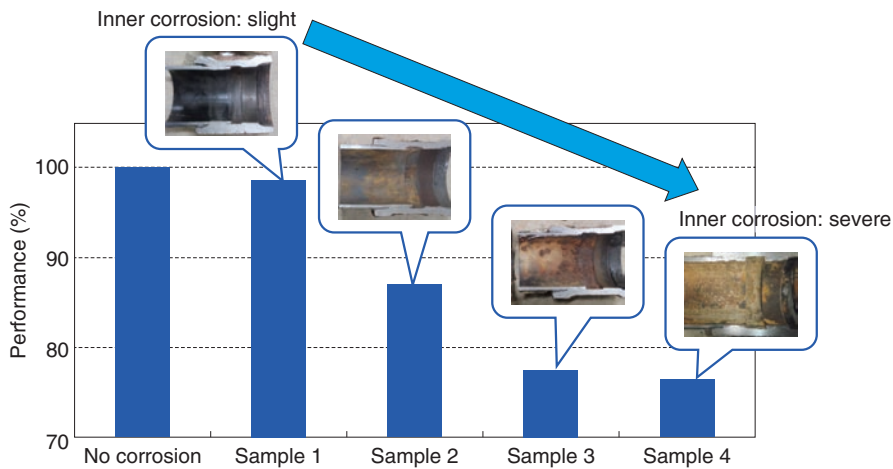 Inner corrosion: slight
Inner corrosion: severe
Performance (%)
100
90
80
70
No corrosion
Sample 1
Sample 2
Sample 3
Sample 4